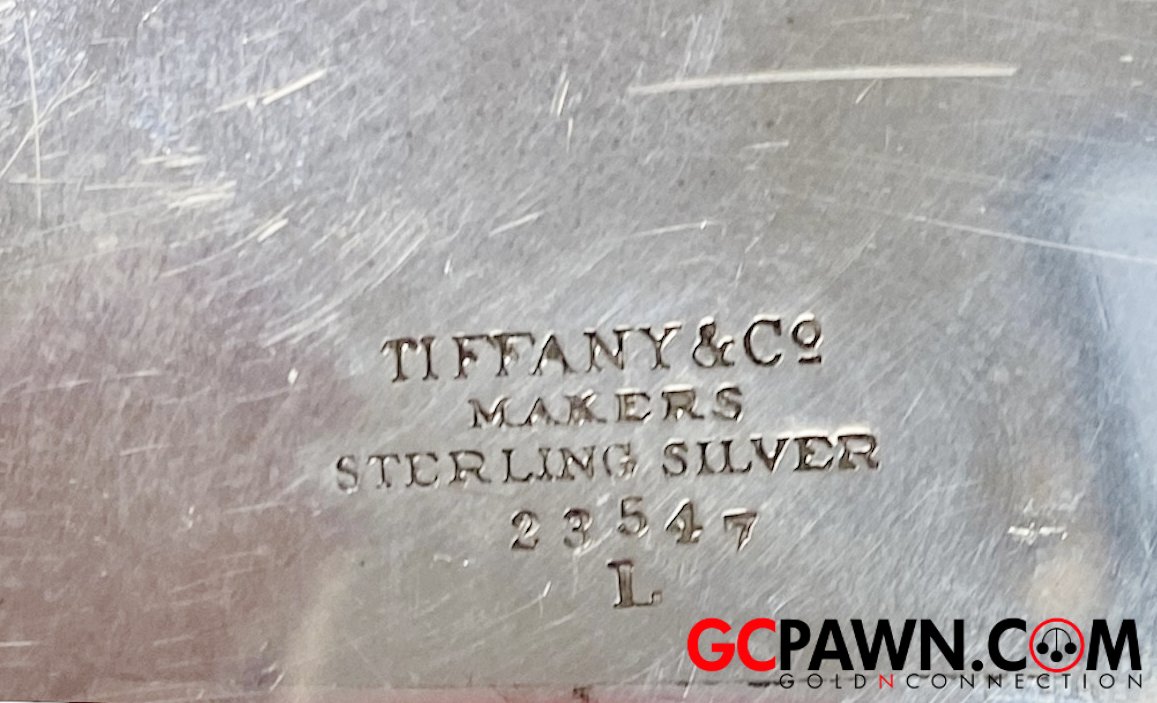 TIFFANY & Cº
MAKERS
STERLING SILVER
23547
L
GCPAWN.COM
GOLDNCONNECTION